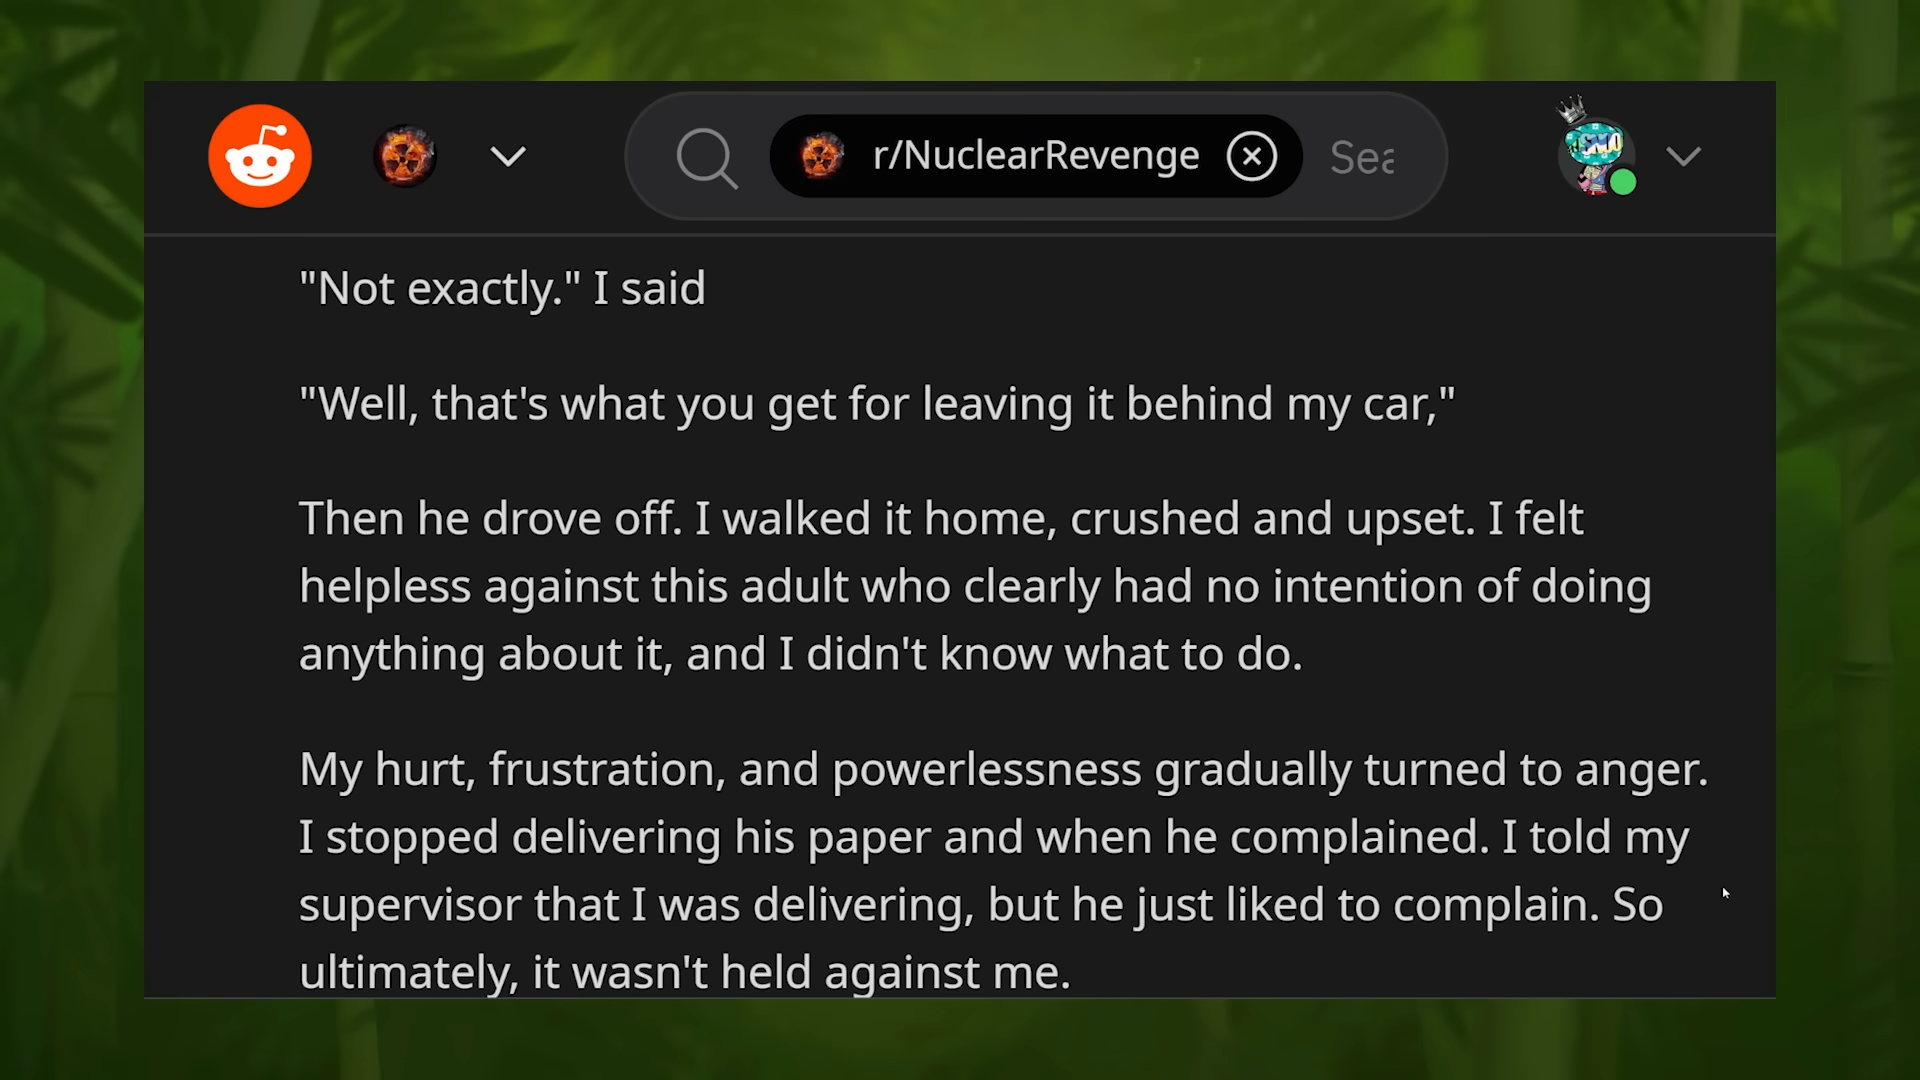 r/NuclearRevenge Sea
"Not exactly." I said
"Well, that's what you get for leaving it behind my car,"
Then he drove off. I walked it home, crushed and upset. I felt
helpless against this adult who clearly had no intention of doing
anything about it, and I didn't know what to do.
My hurt, frustration, and powerlessness gradually turned to anger.
I stopped delivering his paper and when he complained. I told my
supervisor that I was delivering, but he just liked to complain. So
ultimately, it wasn't held against me.